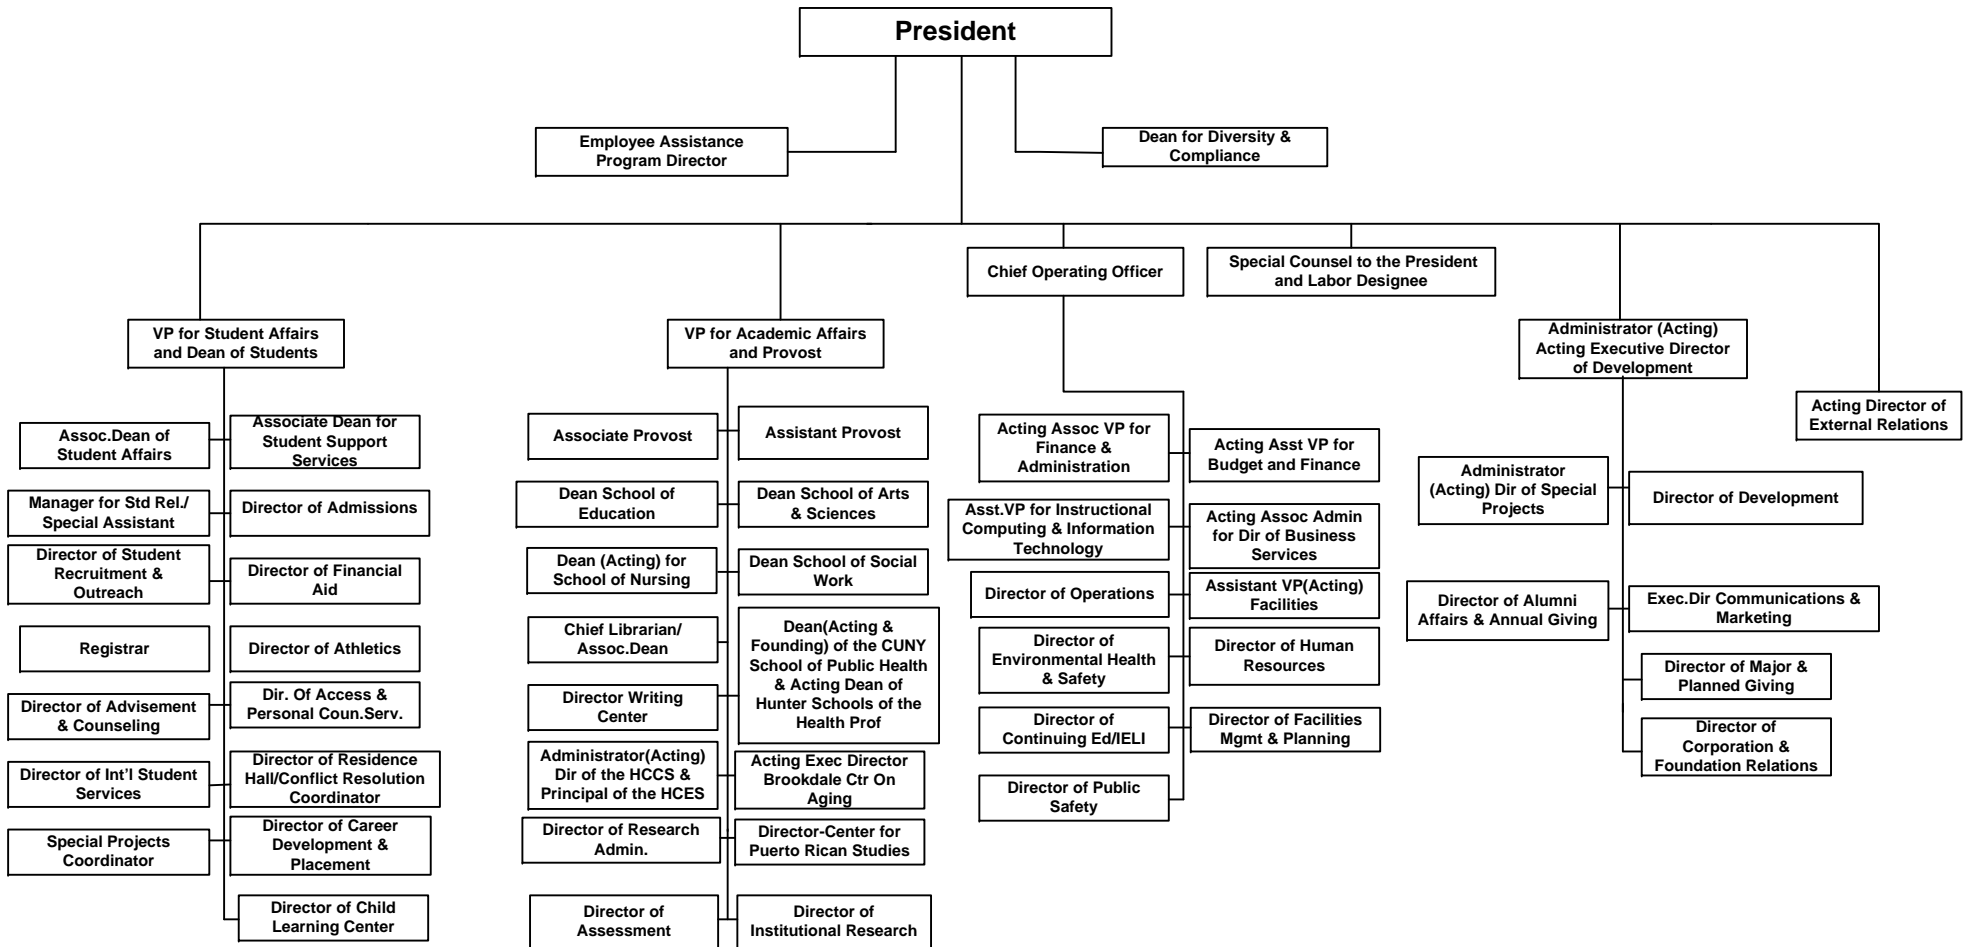 President
Employee Assistance
Program Director
Dean for Diversity &
Compliance
Chief Operating Officer
Special Counsel to the President
and Labor Designee
VP for Student Affairs
and Dean of Students
VP for Academic Affairs
and Provost
Administrator (Acting)
Acting Executive Director
of Development
Acting Director of
External Relations
Assoc.Dean of
Student Affairs
Associate Dean for
Student Support
Services
Manager for Std Rel./
Special Assistant
Director of Admissions
Director of Student
Recruitment &
Outreach
Director of Financial
Aid
Registrar
Director of Athletics
Director of Advisement
& Counseling
Dir. Of Access &
Personal Coun.Serv.
Director of Int'l Student
Services
Director of Residence
Hall/Conflict Resolution
Coordinator
Special Projects
Coordinator
Director of Career
Development &
Placement
Director of Child
Learning Center
Associate Provost
Assistant Provost
Dean School of
Education
Dean School of Arts
& Sciences
Dean (Acting) for
School of Nursing
Dean School of Social
Work
Chief Librarian/
Assoc.Dean
Dean(Acting &
Founding) of the CUNY
School of Public Health
& Acting Dean of
Hunter Schools of the
Health Prof
Director Writing
Center
Administrator(Acting)
Dir of the HCCS &
Principal of the HCES
Acting Exec Director
Brookdale Ctr On
Aging
Director of Research
Admin.
Director-Center for
Puerto Rican Studies
Director of
Assessment
Director of
Institutional Research
Acting Assoc VP for
Finance &
Administration
Acting Asst VP for
Budget and Finance
Asst.VP for Instructional
Computing & Information
Technology
Acting Assoc Admin
for Dir of Business
Services
Director of Operations
Assistant VP(Acting)
Facilities
Director of
Environmental Health
& Safety
Director of Human
Resources
Director of
Continuing Ed/IELI
Director of Facilities
Mgmt & Planning
Director of Public
Safety
Administrator
(Acting) Dir of Special
Projects
Director of Development
Director of Alumni
Affairs & Annual Giving
Exec.Dir Communications &
Marketing
Director of Major &
Planned Giving
Director of
Corporation &
Foundation Relations